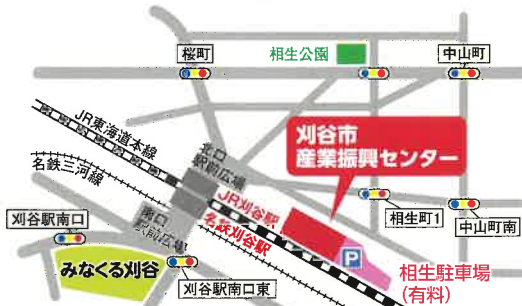 桜町
相生公園
中山町
JR東海道本線
名鉄三河線
北口
駅前広場
刈谷市
産業振興センター
JR刈谷駅
名鉄刈谷駅
南口
駅前広場
刈谷駅南口
みなくる刈谷
刈谷駅南口東
相生町1
中山町南
P
相生駐車場
(有料)